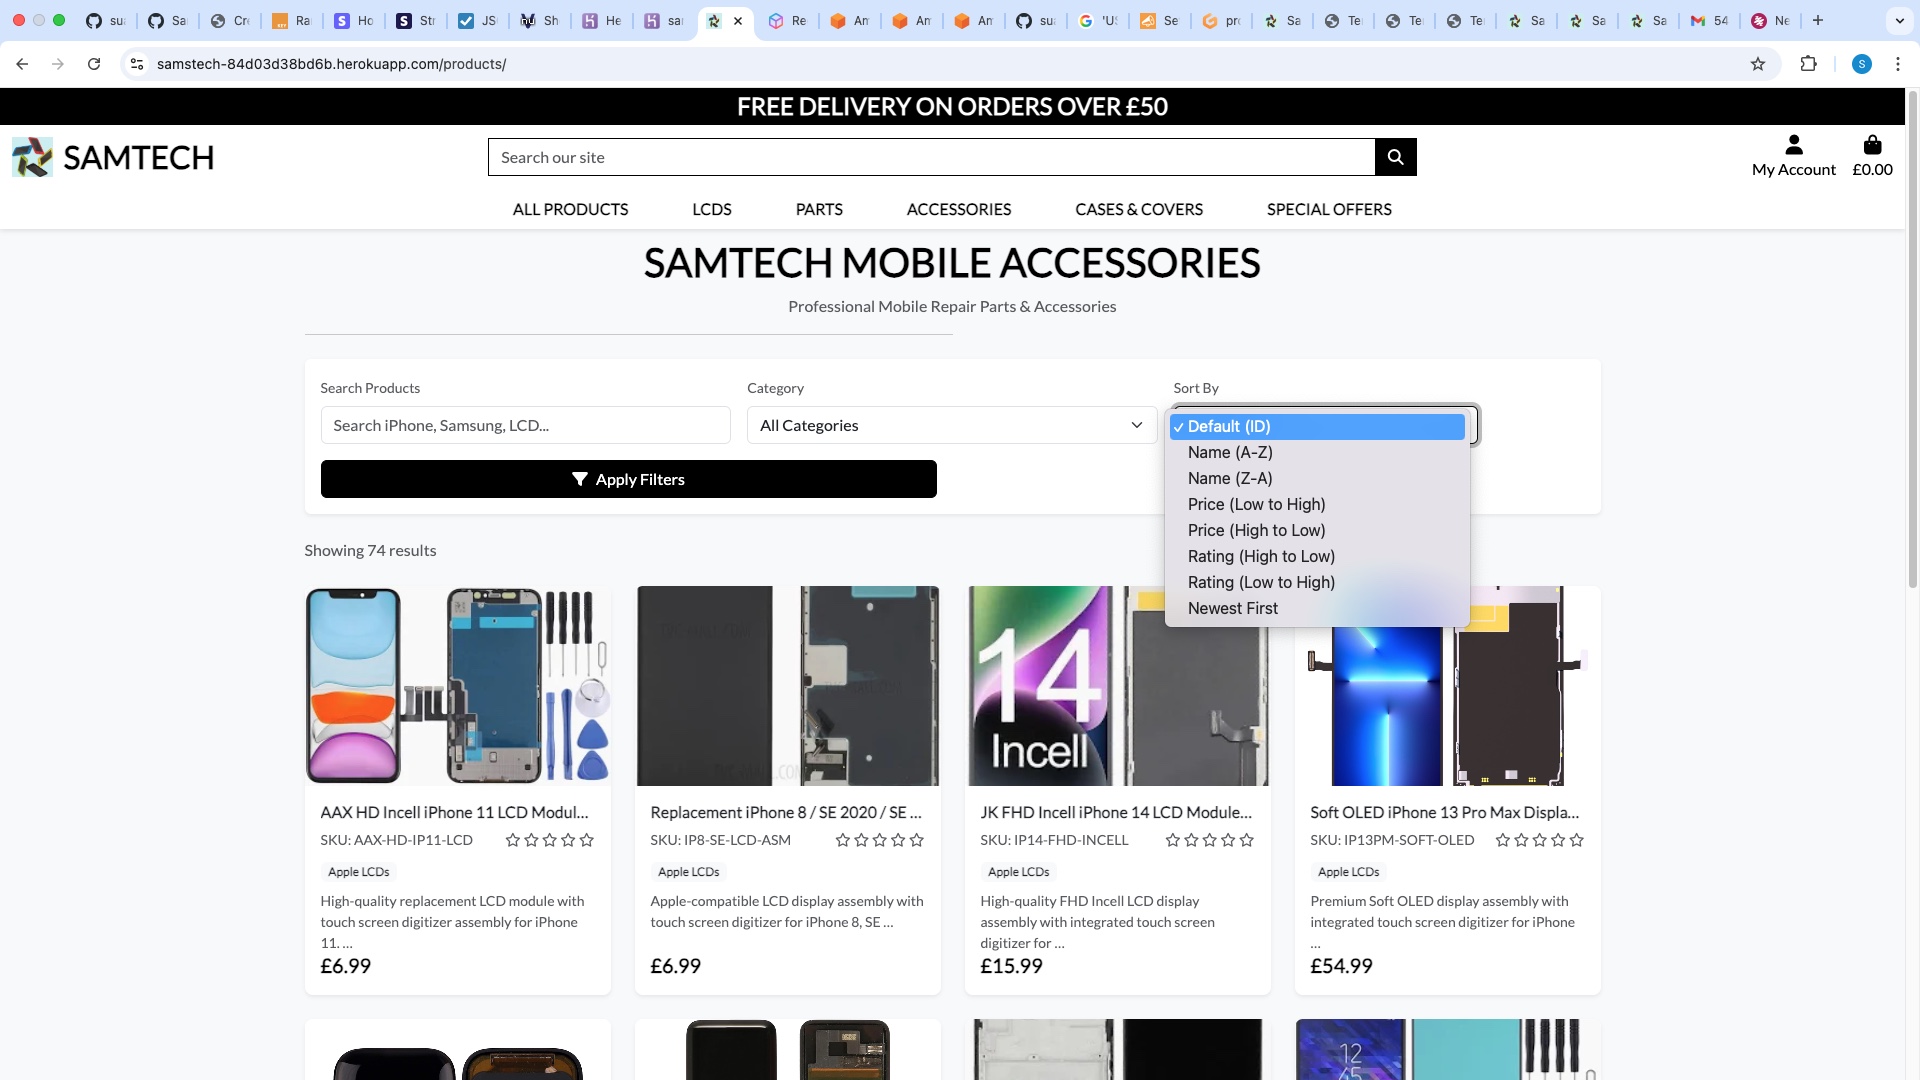 su
Sa
Cre
Ra
Ho
Str
JS
Sh
He
sa
Re
An
An
An
su
'US
Se
pro
Sa
Te
Te
Te
Sa
Sa
Sa
54
Ne
samstech-84d03d38bd6b.herokuapp.com/products/
S
FREE DELIVERY ON ORDERS OVER £50
SAMTECH
Search our site
My Account
£0.00
ALL PRODUCTS
LCDS
PARTS
ACCESSORIES
CASES & COVERS
SPECIAL OFFERS
SAMTECH MOBILE ACCESSORIES
Professional Mobile Repair Parts & Accessories
Search Products
Category
Sort By
Search iPhone, Samsung, LCD...
All Categories
Default (ID)
Name (A-Z)
Name (Z-A)
Price (Low to High)
Price (High to Low)
Rating (High to Low)
Rating (Low to High)
Newest First
Apply Filters
Showing 74 results
14
Incell
AAX HD Incell iPhone 11 LCD Modul...
SKU: AAX-HD-IP11-LCD
Apple LCDs
High-quality replacement LCD module with
touch screen digitizer assembly for iPhone
11. ...
£6.99
Replacement iPhone 8 / SE 2020 / SE ...
SKU: IP8-SE-LCD-ASM
Apple LCDs
Apple-compatible LCD display assembly with
touch screen digitizer for iPhone 8, SE ...
£6.99
JK FHD Incell iPhone 14 LCD Module...
SKU: IP14-FHD-INCELL
Apple LCDs
High-quality FHD Incell LCD display
assembly with integrated touch screen
digitizer for ...
£15.99
Soft OLED iPhone 13 Pro Max Displa...
SKU: IP13PM-SOFT-OLED
Apple LCDs
Premium Soft OLED display assembly with
integrated touch screen digitizer for iPhone
...
£54.99
12
45